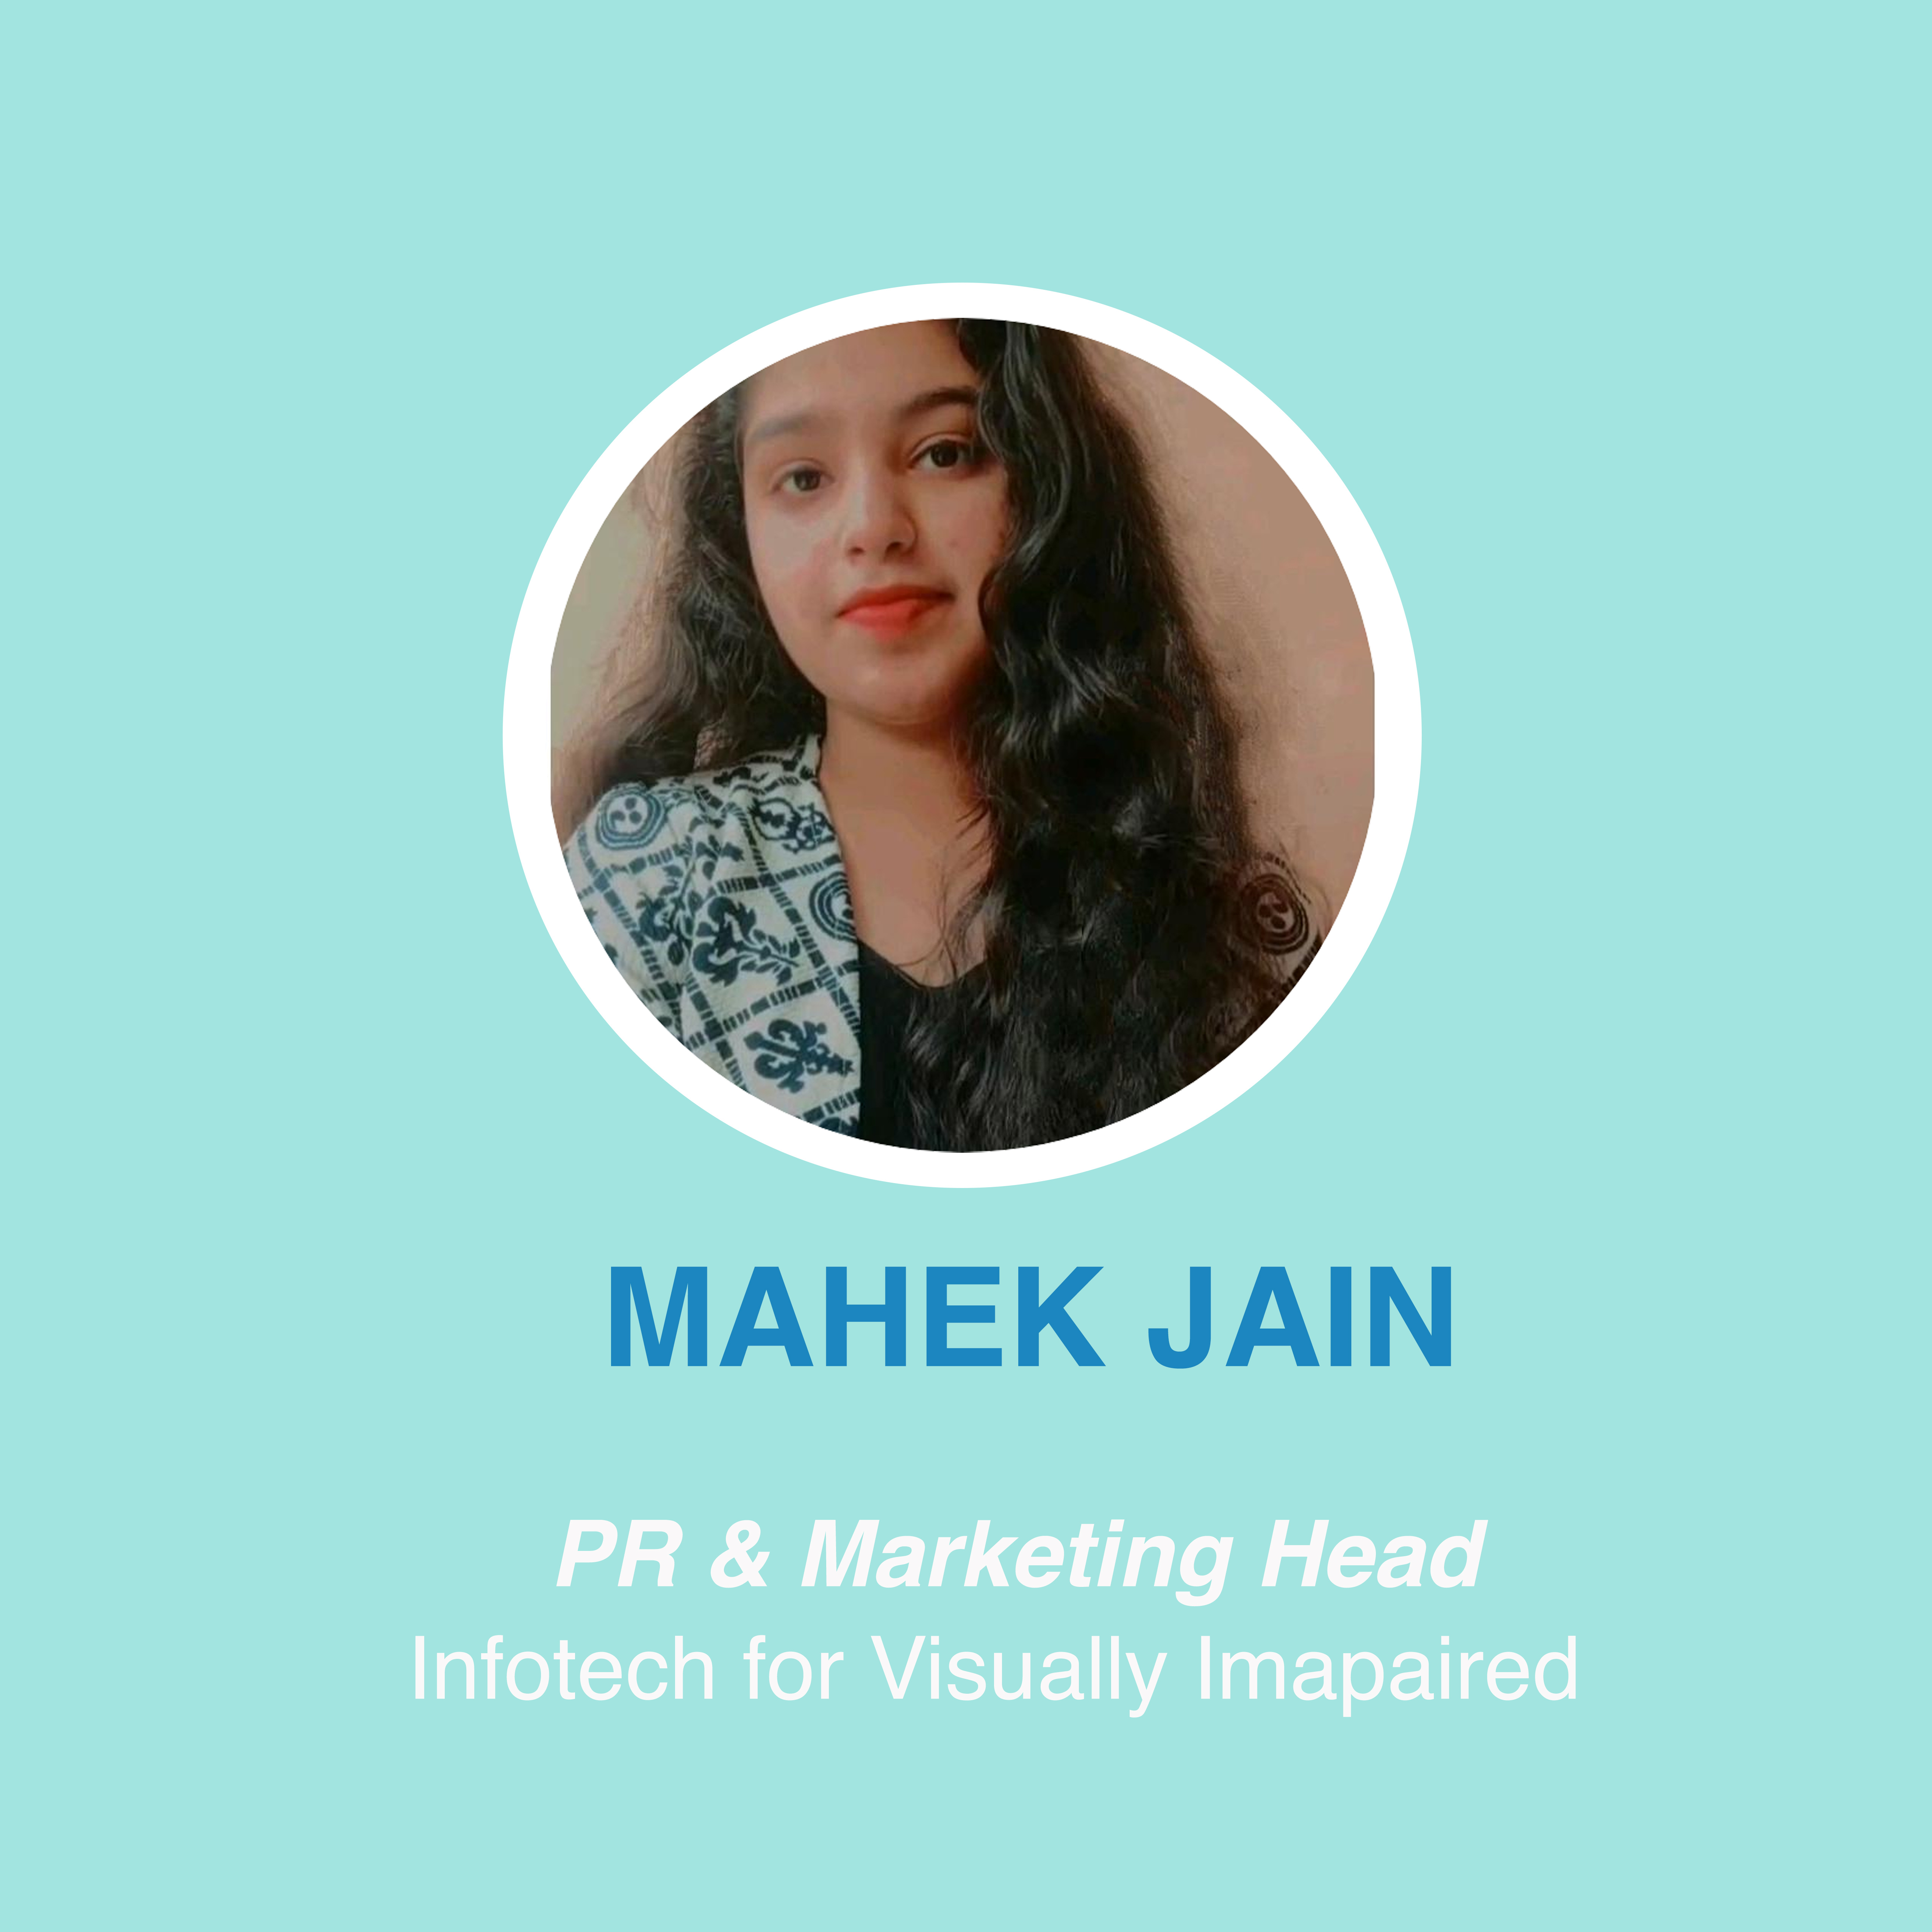 MAHEK JAIN
PR & Marketing Head
Infotech for Visually Imapaired